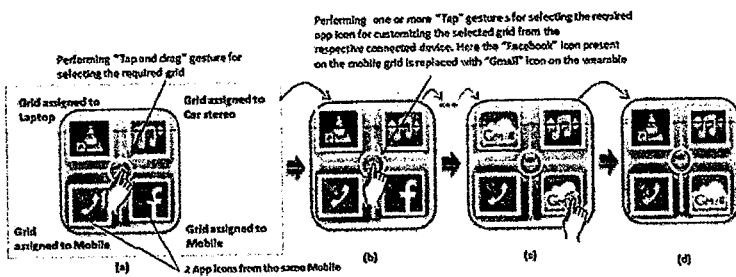 Performing one or more "Tap" gestures for selecting the required
app icon for customizing the selected grid from the
respective connected device. Here the "Facebook" icon present
on the mobile grid is replaced with "Gmail" icon on the wearable
Performing "Tap and drag" gesture for
selecting the required grid
Grid assigned to
Laptop
Grid assigned to
Car stereo
Grid
assigned to Mobile
Grid assigned to
Mobile
2 App Icons from the same Mobile
f
f
Gmail
Gmail
Gmail
(a)
(b)
(c)
(d)